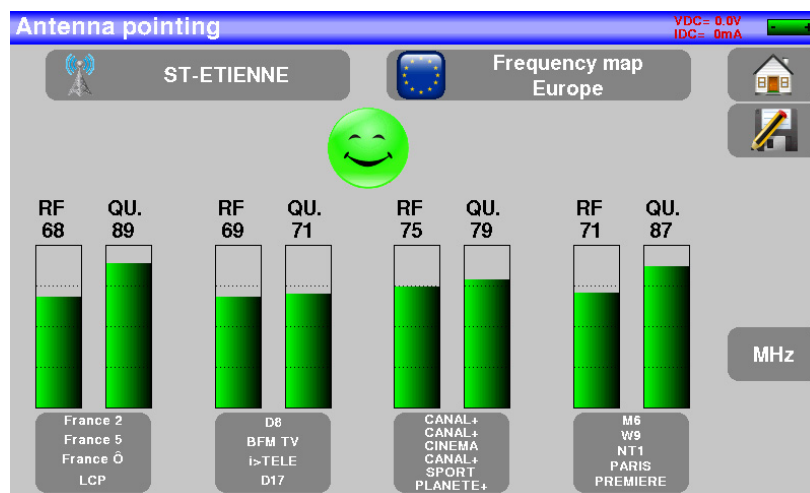 Antenna pointing
VDC= 0.0V
IDC= 0mA
- +
ST-ETIENNE
Frequency map
Europe
RF QU. RF QU. RF QU. RF QU.
68 89 69 71 75 79 71 87
MHz
France 2
France 5
France Ô
LCP
D8
BFM TV
i>TELE
D17
CANAL+
CANAL+
CINEMA
CANAL+
SPORT
PLANETE+
M6
W9
NT1
PARIS
PREMIERE